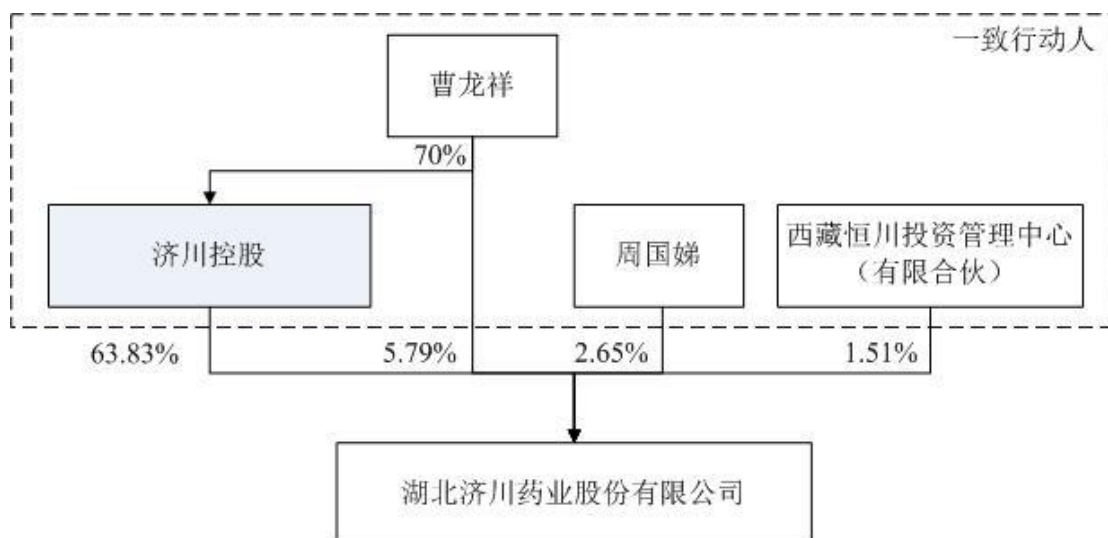 一致行动人
曹龙祥
70%
济川控股
周国娣
西藏恒川投资管理中心
（有限合伙）
63.83%
5.79%
2.65%
1.51%
湖北济川药业股份有限公司